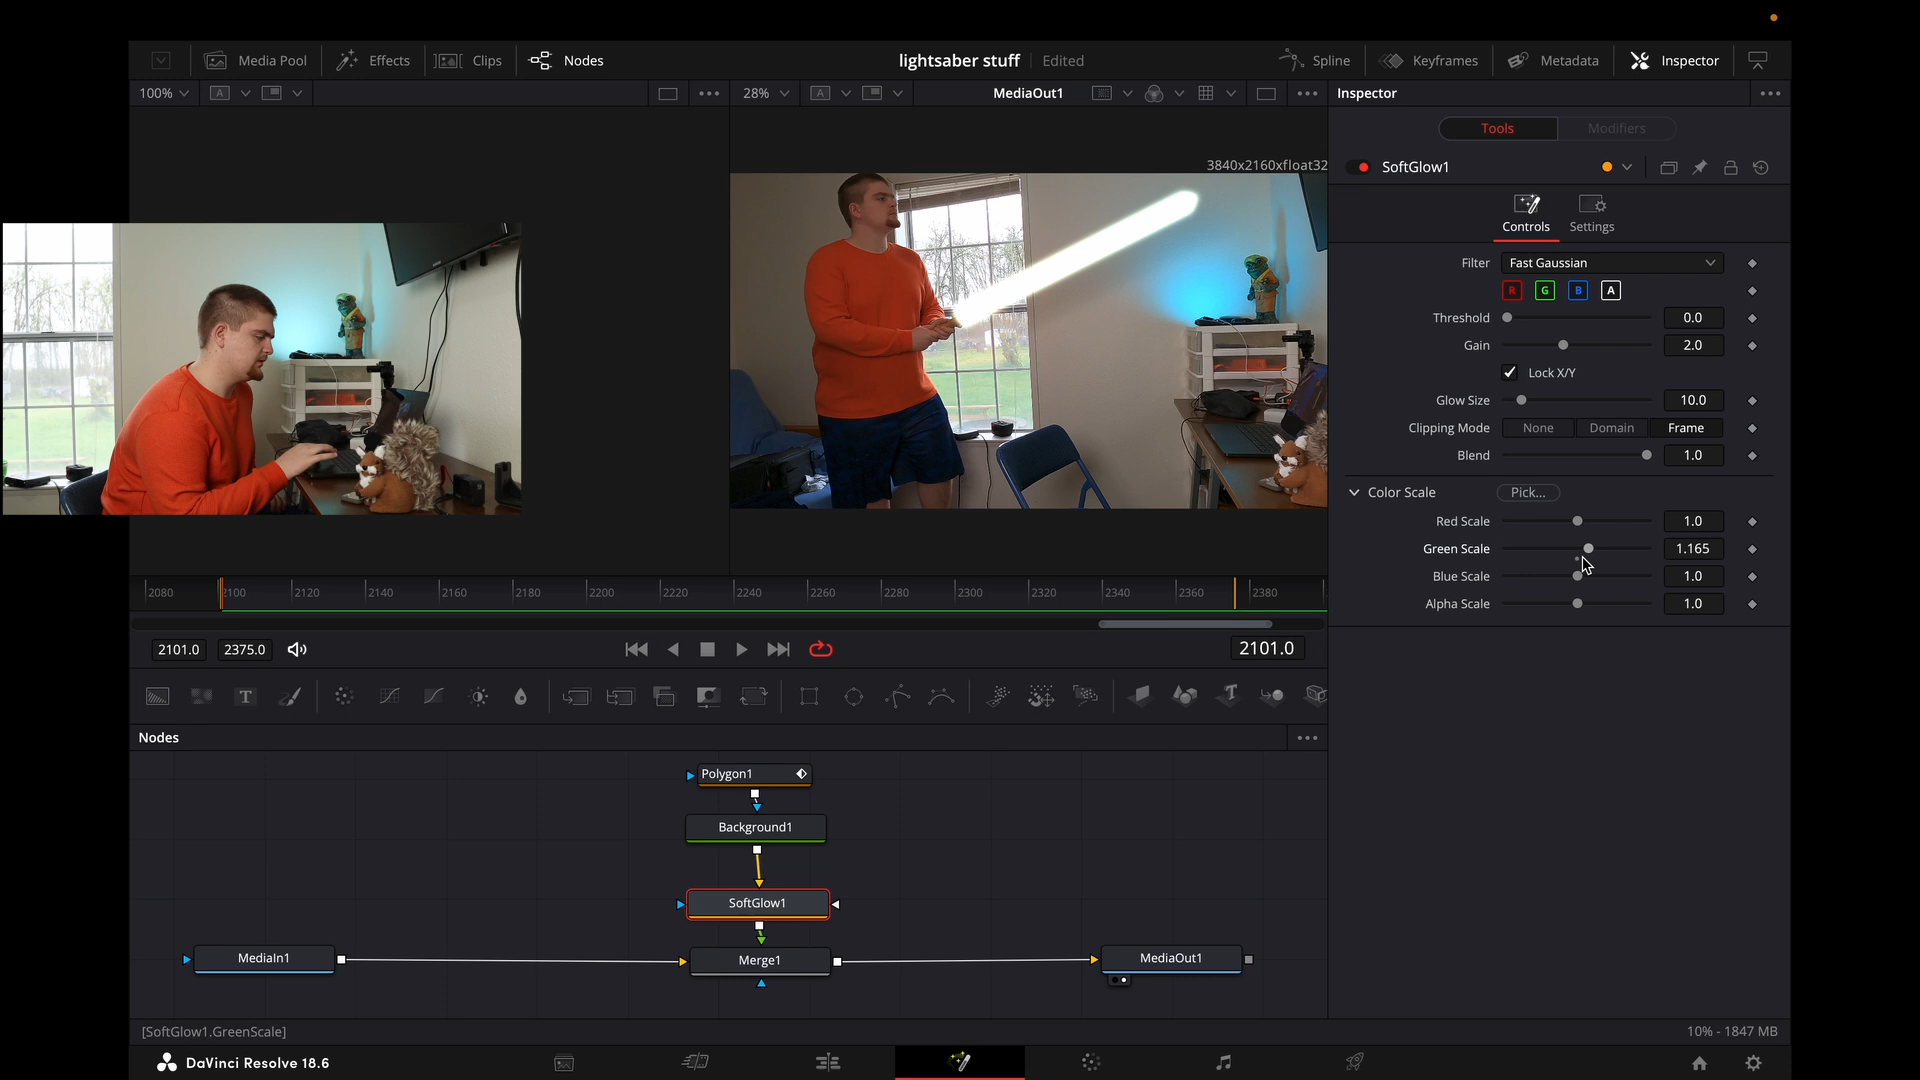 Media Pool
Effects
Clips
Nodes
lightsaber stuff
Edited
Spline
Keyframes
Metadata
Inspector
100%
A
28%
A
MediaOut1
Inspector
Tools
Modifiers
3840x2160xfloat32
SoftGlow1
Controls
Settings
Filter
Fast Gaussian
R
G
B
A
Threshold
0.0
Gain
2.0
Lock X/Y
Glow Size
10.0
Clipping Mode
None
Domain
Frame
Blend
1.0
Color Scale
Pick...
Red Scale
1.0
Green Scale
1.165
Blue Scale
1.0
Alpha Scale
1.0
2080
2100
2120
2140
2160
2180
2200
2220
2240
2260
2280
2300
2320
2340
2360
2380
2101.0
2375.0
2101.0
T
Nodes
Polygon1
Background1
SoftGlow1
MediaIn1
Merge1
MediaOut1
[SoftGlow1.GreenScale]
10% - 1847 MB
DaVinci Resolve 18.6